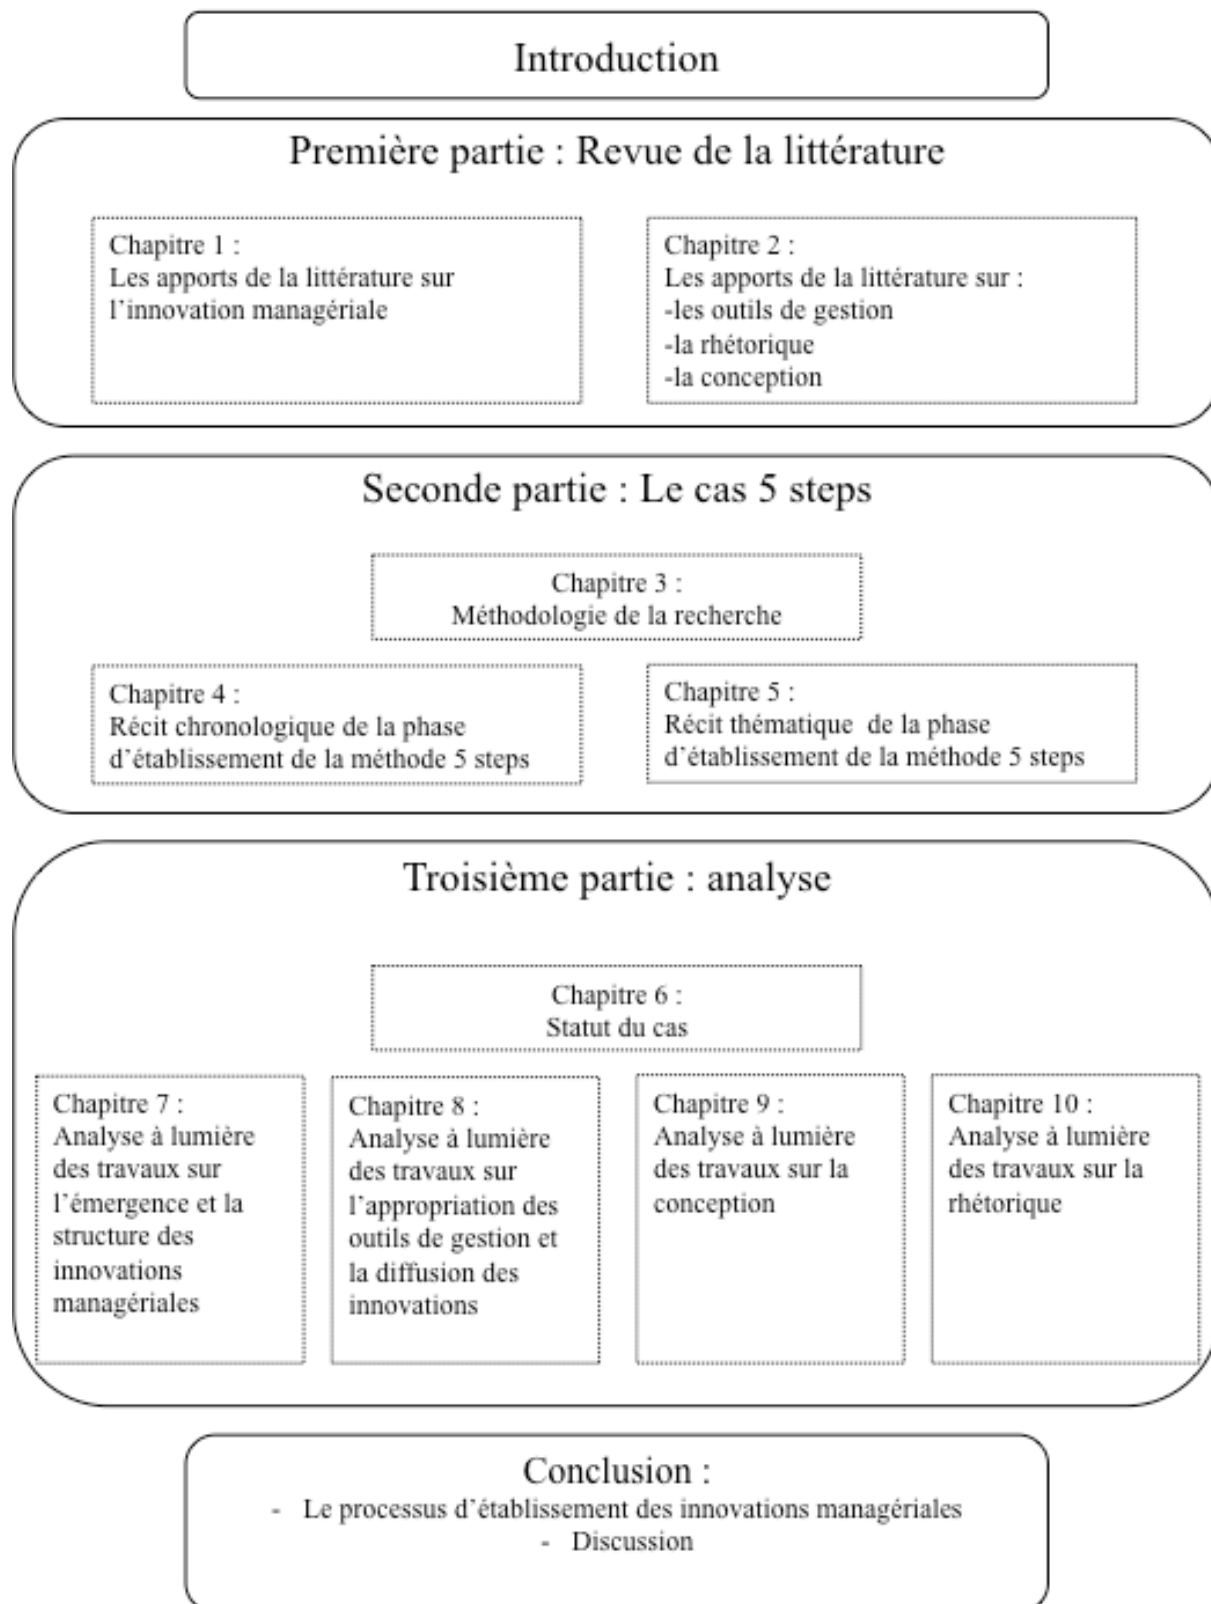 Introduction
Première partie : Revue de la littérature
Chapitre 1 :
Les apports de la littérature sur
l'innovation managériale
Chapitre 2 :
Les apports de la littérature sur :
-les outils de gestion
-la rhétorique
-la conception
Seconde partie : Le cas 5 steps
Chapitre 3 :
Méthodologie de la recherche
Chapitre 4 :
Récit chronologique de la phase
d'établissement de la méthode 5 steps
Chapitre 5 :
Récit thématique de la phase
d'établissement de la méthode 5 steps
Troisième partie : analyse
Chapitre 6 :
Statut du cas
Chapitre 7 :
Analyse à lumière
des travaux sur
l'émergence et la
structure des
innovations
managériales
Chapitre 8 :
Analyse à lumière
des travaux sur
l'appropriation des
outils de gestion et
la diffusion des
innovations
Chapitre 9 :
Analyse à lumière
des travaux sur la
conception
Chapitre 10 :
Analyse à lumière
des travaux sur la
rhétorique
Conclusion :
- Le processus d'établissement des innovations managériales
- Discussion